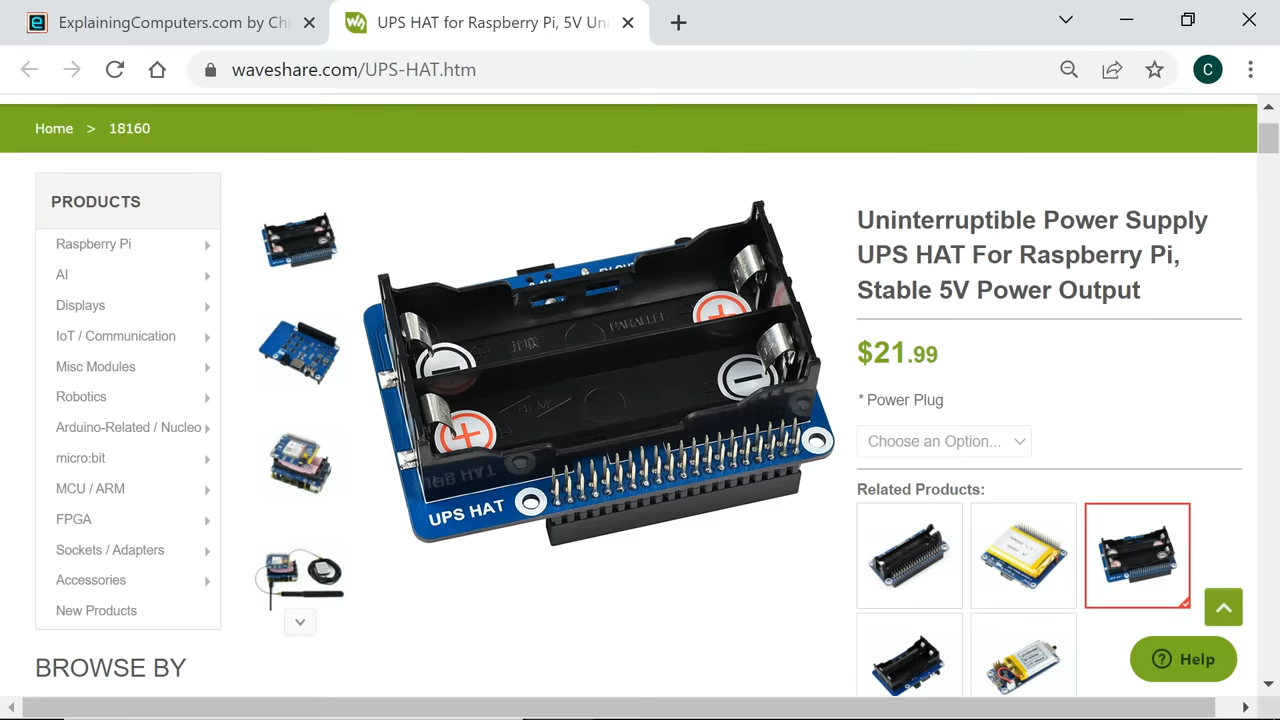 ExplainingComputers.com by Ch
UPS HAT for Raspberry Pi, 5V Un
waveshare.com/UPS-HAT.htm
C
Home > 18160
PRODUCTS
Raspberry Pi
AI
Displays
IoT / Communication
Misc Modules
Robotics
Arduino-Related / Nucleo
micro:bit
MCU / ARM
FPGA
Sockets / Adapters
Accessories
New Products
BROWSE BY
UPS HAT
Uninterruptible Power Supply
UPS HAT For Raspberry Pi,
Stable 5V Power Output
$21.99
* Power Plug
Choose an Option...
Related Products:
Help